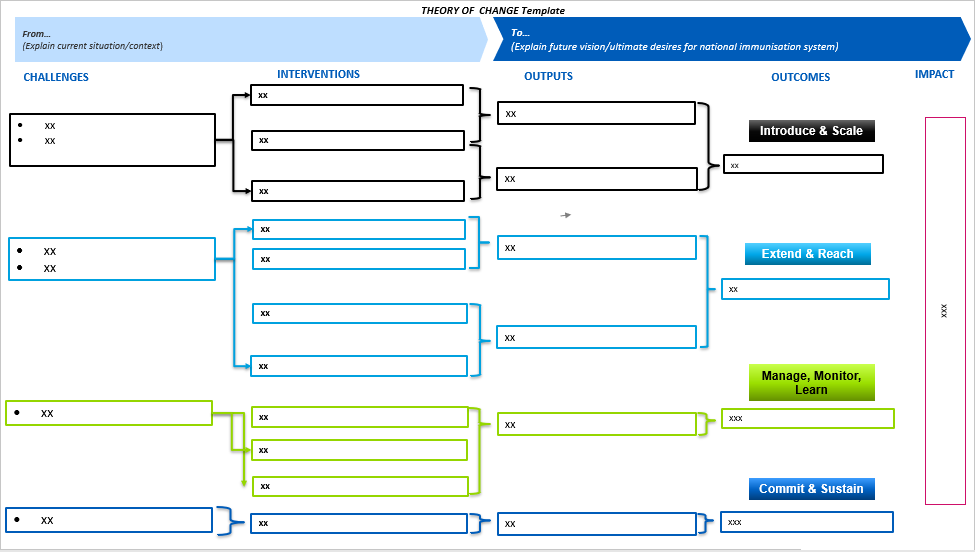 THEORY OF CHANGE Template
From...
(Explain current situation/context)
To...
(Explain future vision/ultimate desires for national immunisation system)
CHALLENGES
INTERVENTIONS
OUTPUTS
OUTCOMES
IMPACT
• xx
• xx
xx
xx
xx
xx
xx
Introduce & Scale
xx
• xx
• xx
xx
xx
xx
xx
xx
xx
Extend & Reach
xx
• xx
xx
xx
xx
xx
Manage, Monitor,
Learn
xxx
• xx
xx
xx
Commit & Sustain
xxx
xxx